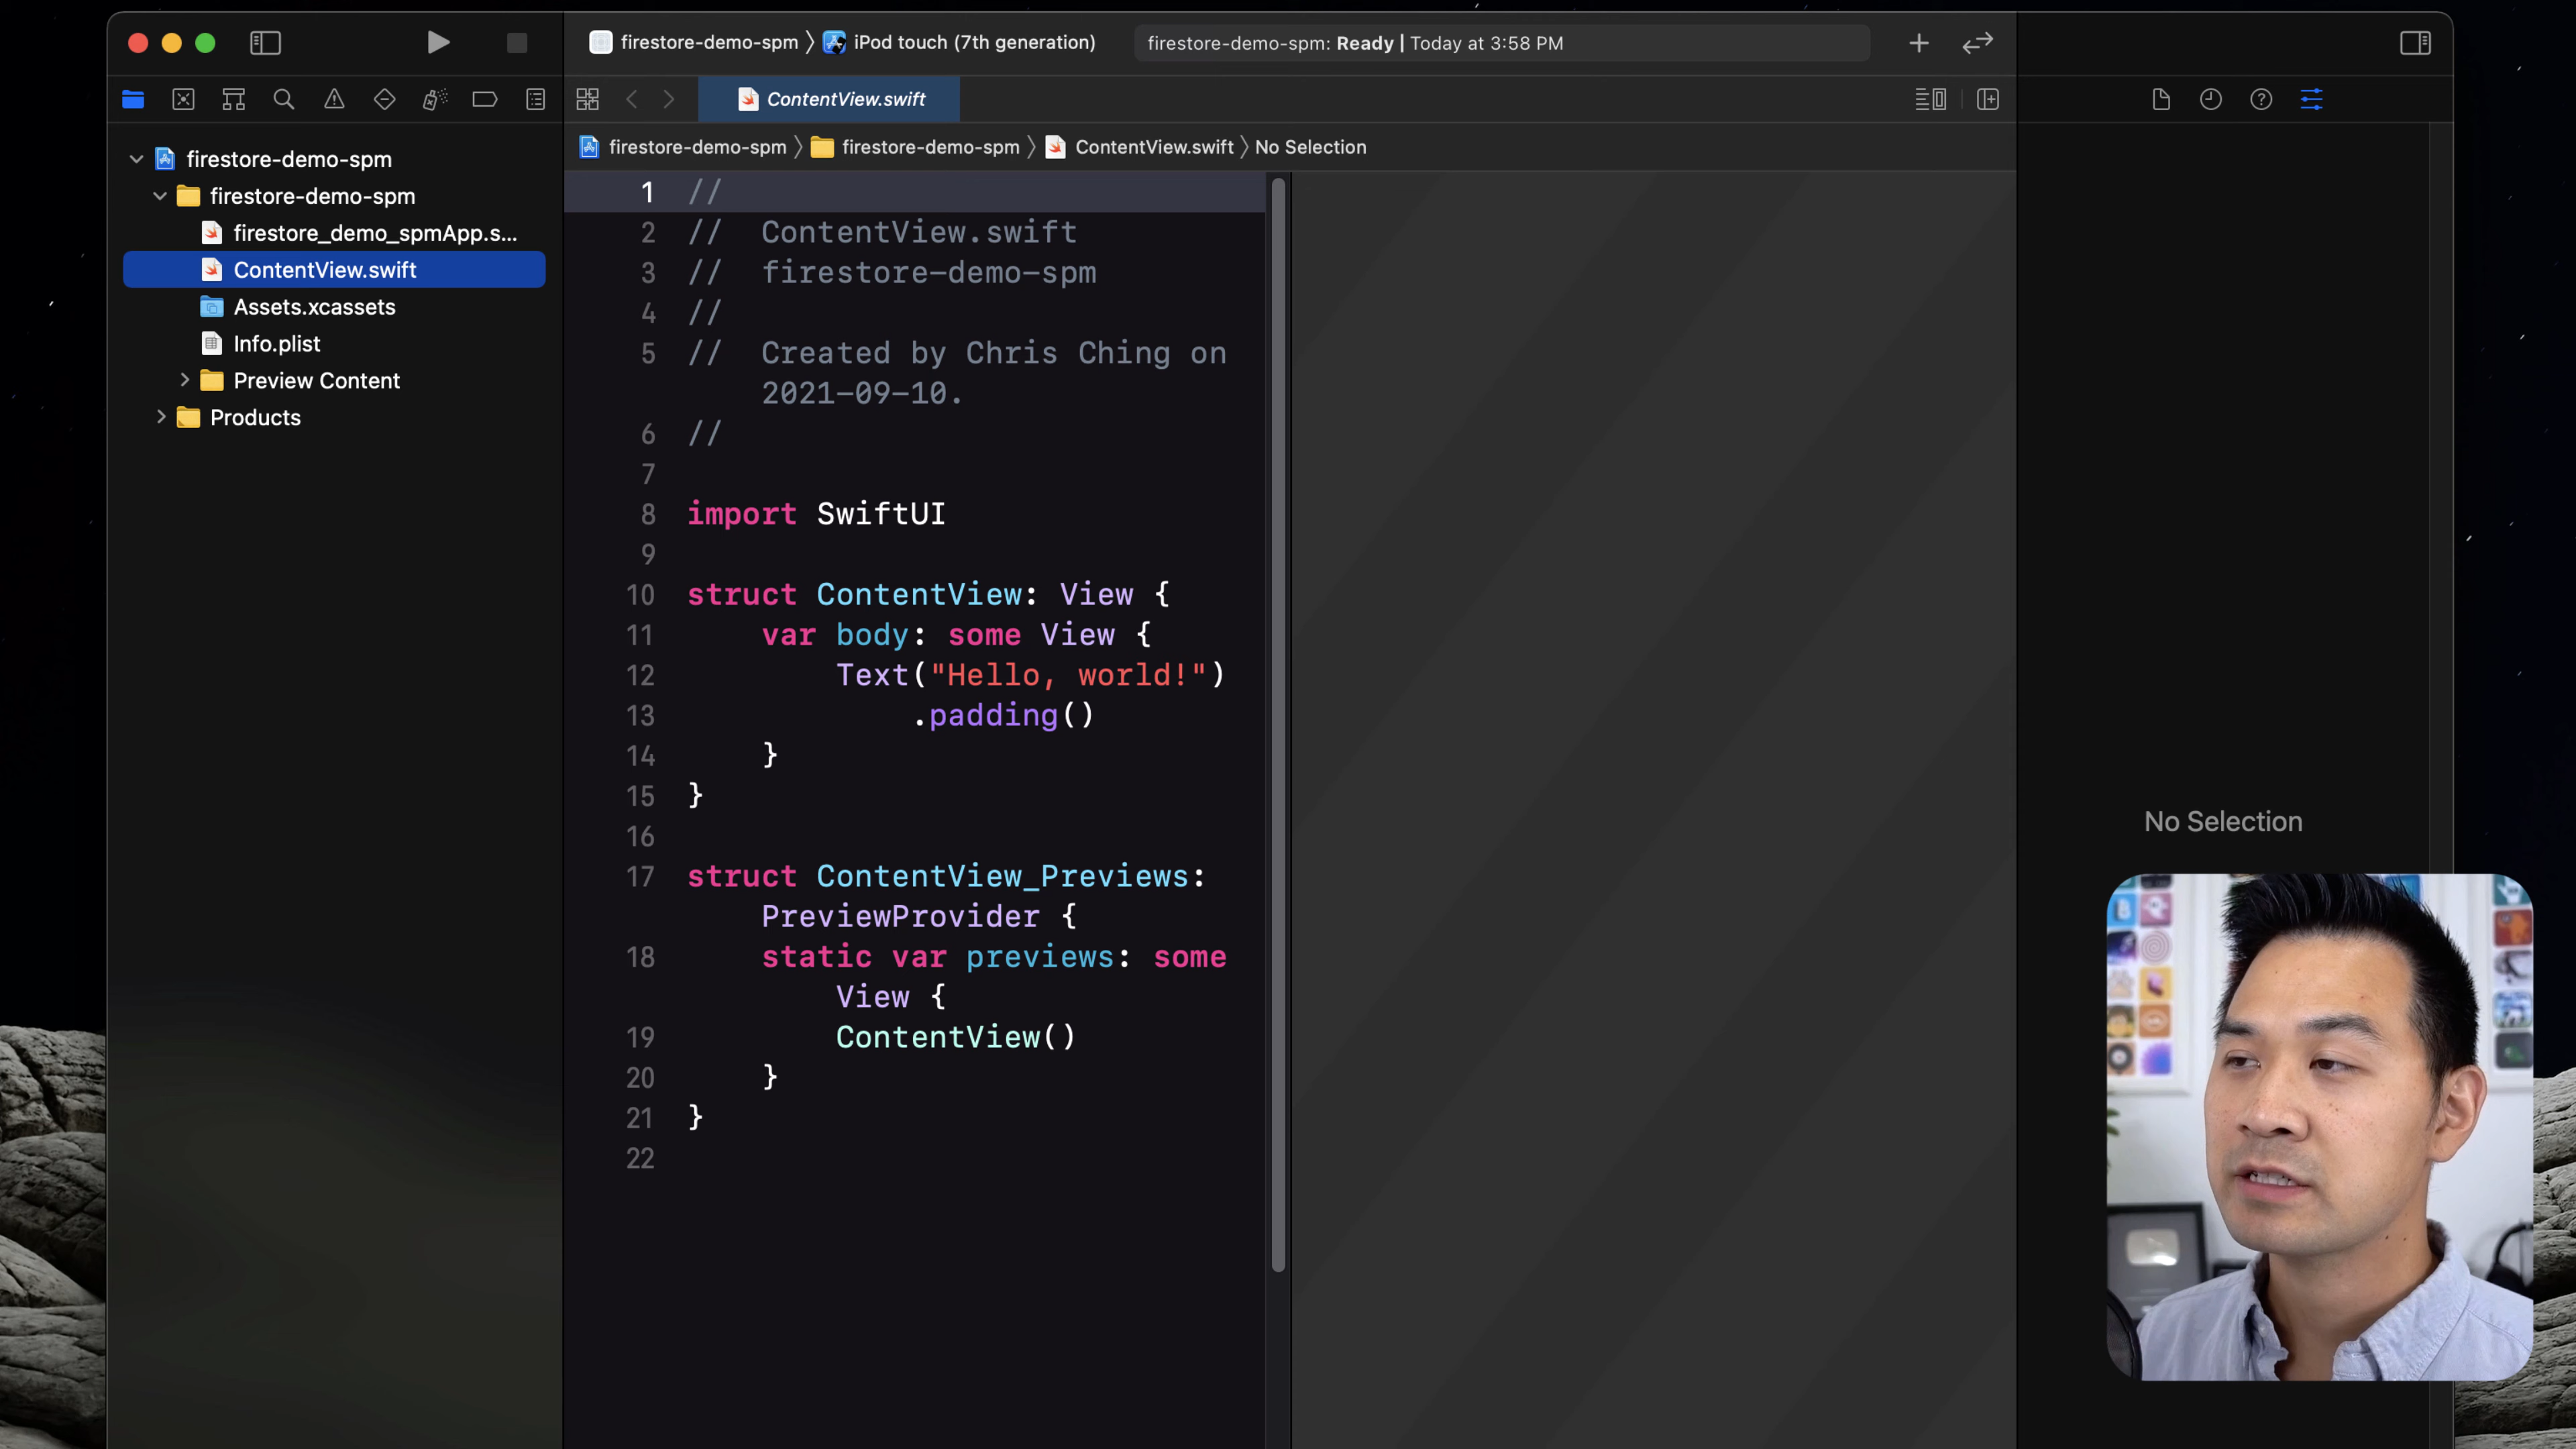 firestore-demo-spm
iPod touch (7th generation)
firestore-demo-spm: Ready | Today at 3:58 PM
ContentView.swift
firestore-demo-spm
firestore-demo-spm
ContentView.swift
No Selection
firestore-demo-spm
firestore-demo-spm
firestore_demo_spmApp.s...
ContentView.swift
Assets.xcassets
Info.plist
Preview Content
Products
1 //
2 //  ContentView.swift
3 //  firestore-demo-spm
4 //
5 //  Created by Chris Ching on
2021-09-10.
6 //
7
8 import SwiftUI
9
10 struct ContentView: View {
11 var body: some View {
12 Text("Hello, world!")
13 .padding()
14 }
15 }
16
17 struct ContentView_Previews:
PreviewProvider {
18 static var previews: some
View {
19 ContentView()
20 }
21 }
22
No Selection